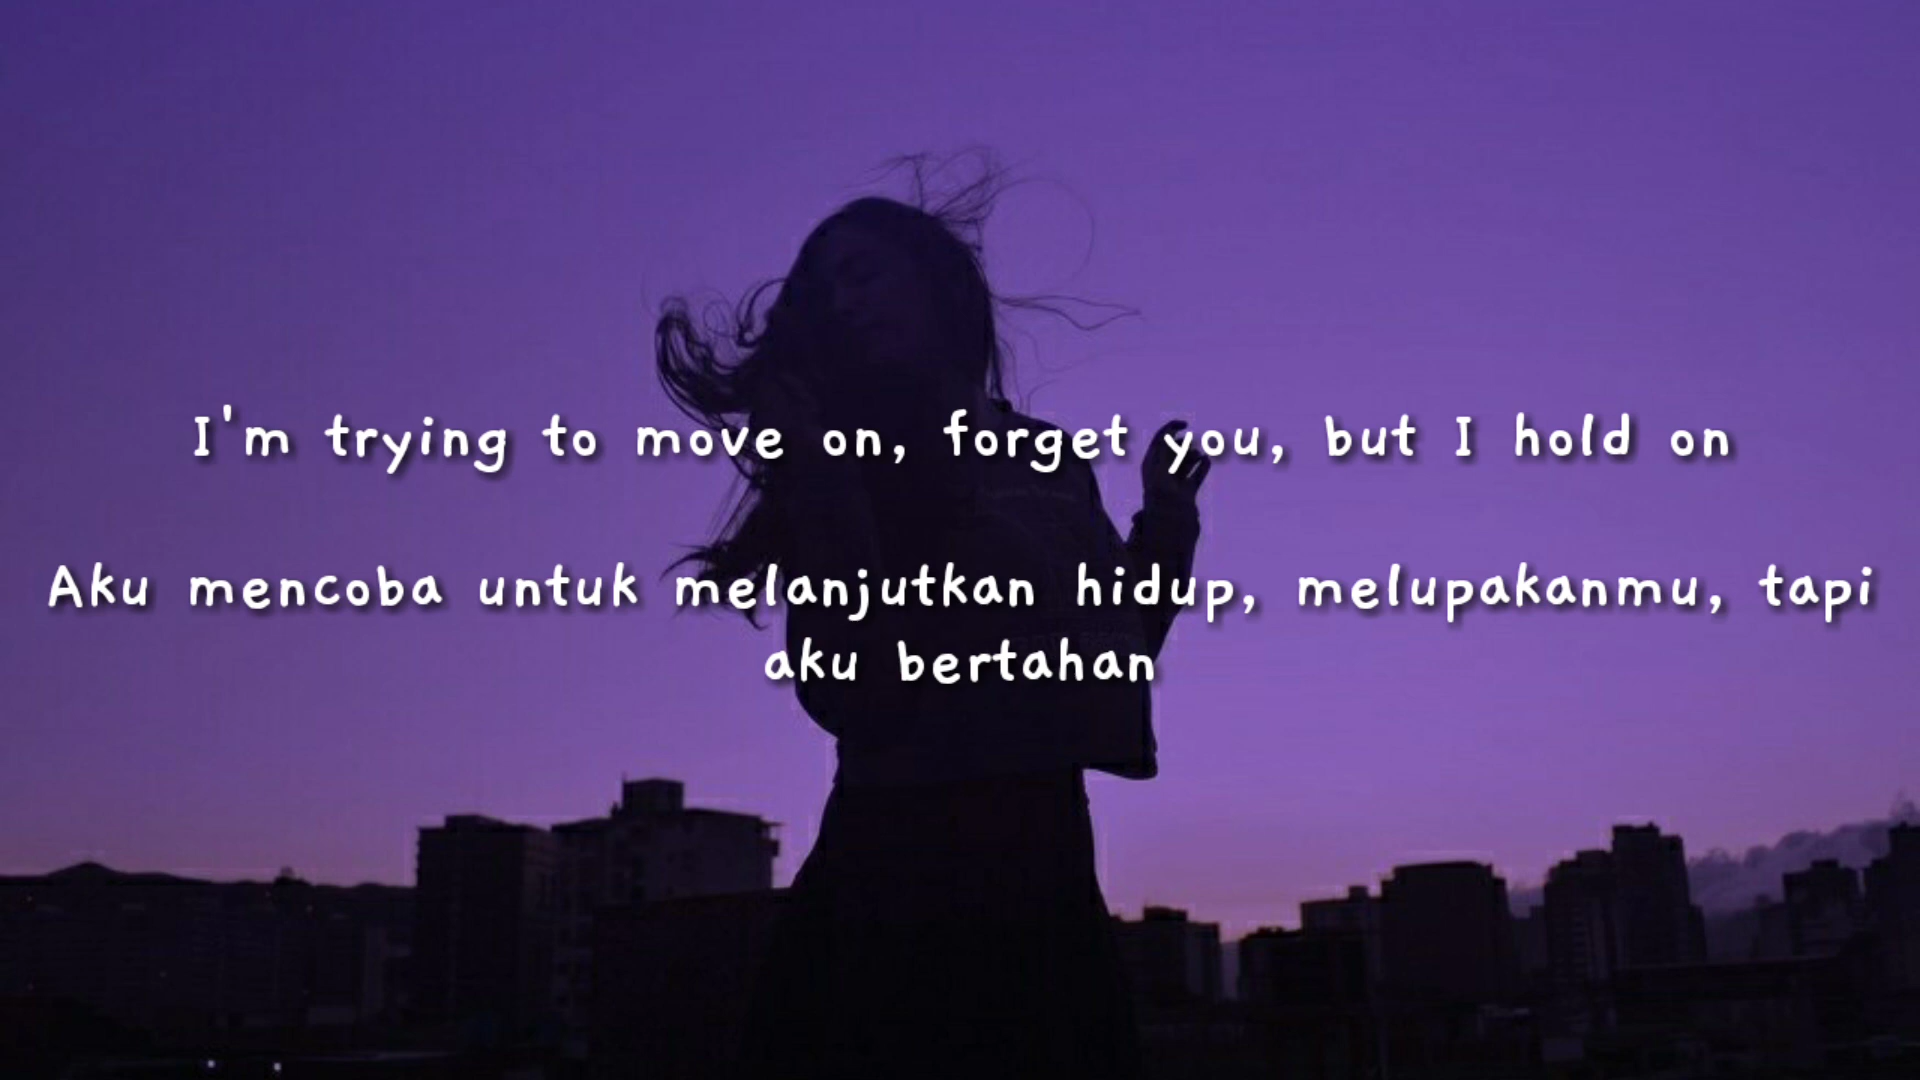 I'm trying to move on, forget you, but I hold on
Aku mencoba untuk melanjutkan hidup, melupakanmu, tapi
aku bertahan